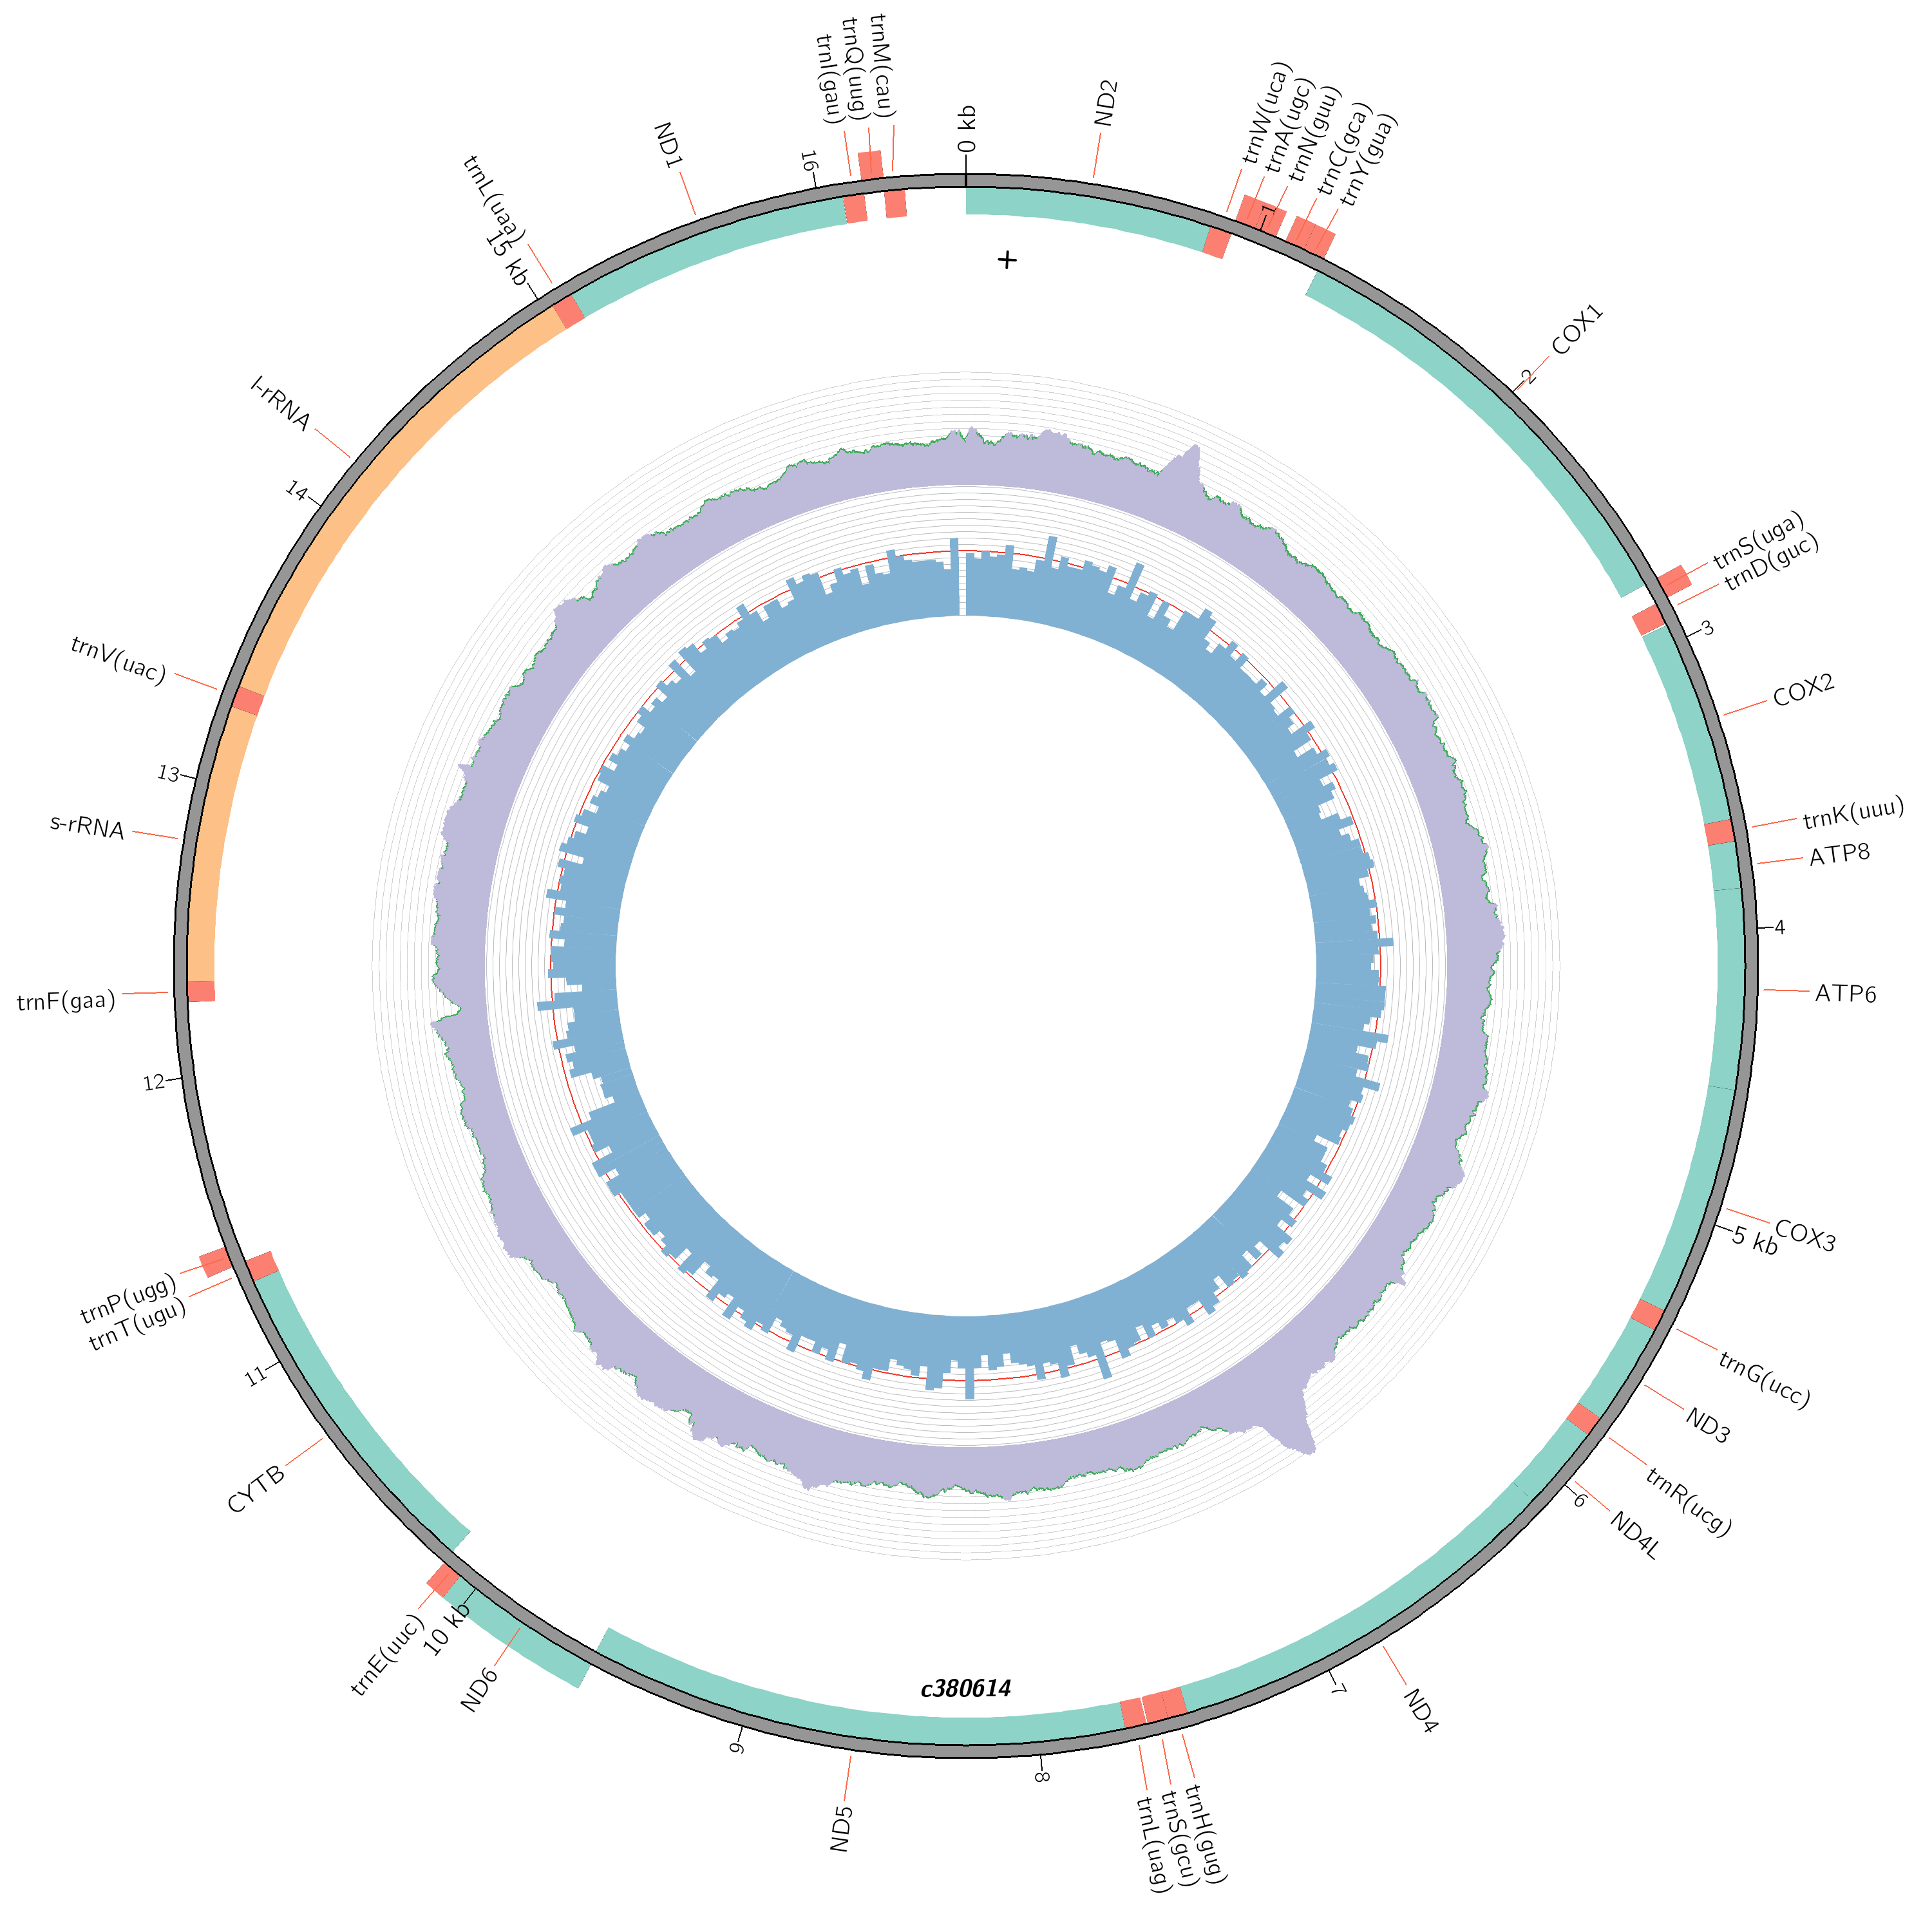 0 kb
ND2
trnW(uca)
trnA(ugc)
trnN(guu)
1
trnC(gca)
trnY(gua)
COX1
2
trnS(uga)
trnD(guc)
3
COX2
trnK(uuu)
ATP8
4
ATP6
COX3
5 kb
trnG(ucc)
ND3
trnR(ucg)
6
ND4L
ND4
7
trnH(gug)
trnS(gcu)
trnL(uag)
8
ND5
9
ND6
10 kb
trnE(uuc)
CYTB
11
trnT(ugu)
trnP(ugg)
12
trnF(gaa)
s-rRNA
13
trnV(uac)
14
l-rRNA
15 kb
trnL(uaa)
ND1
16
trnI(gau)
trnQ(uug)
trnM(cau)
+
c380614